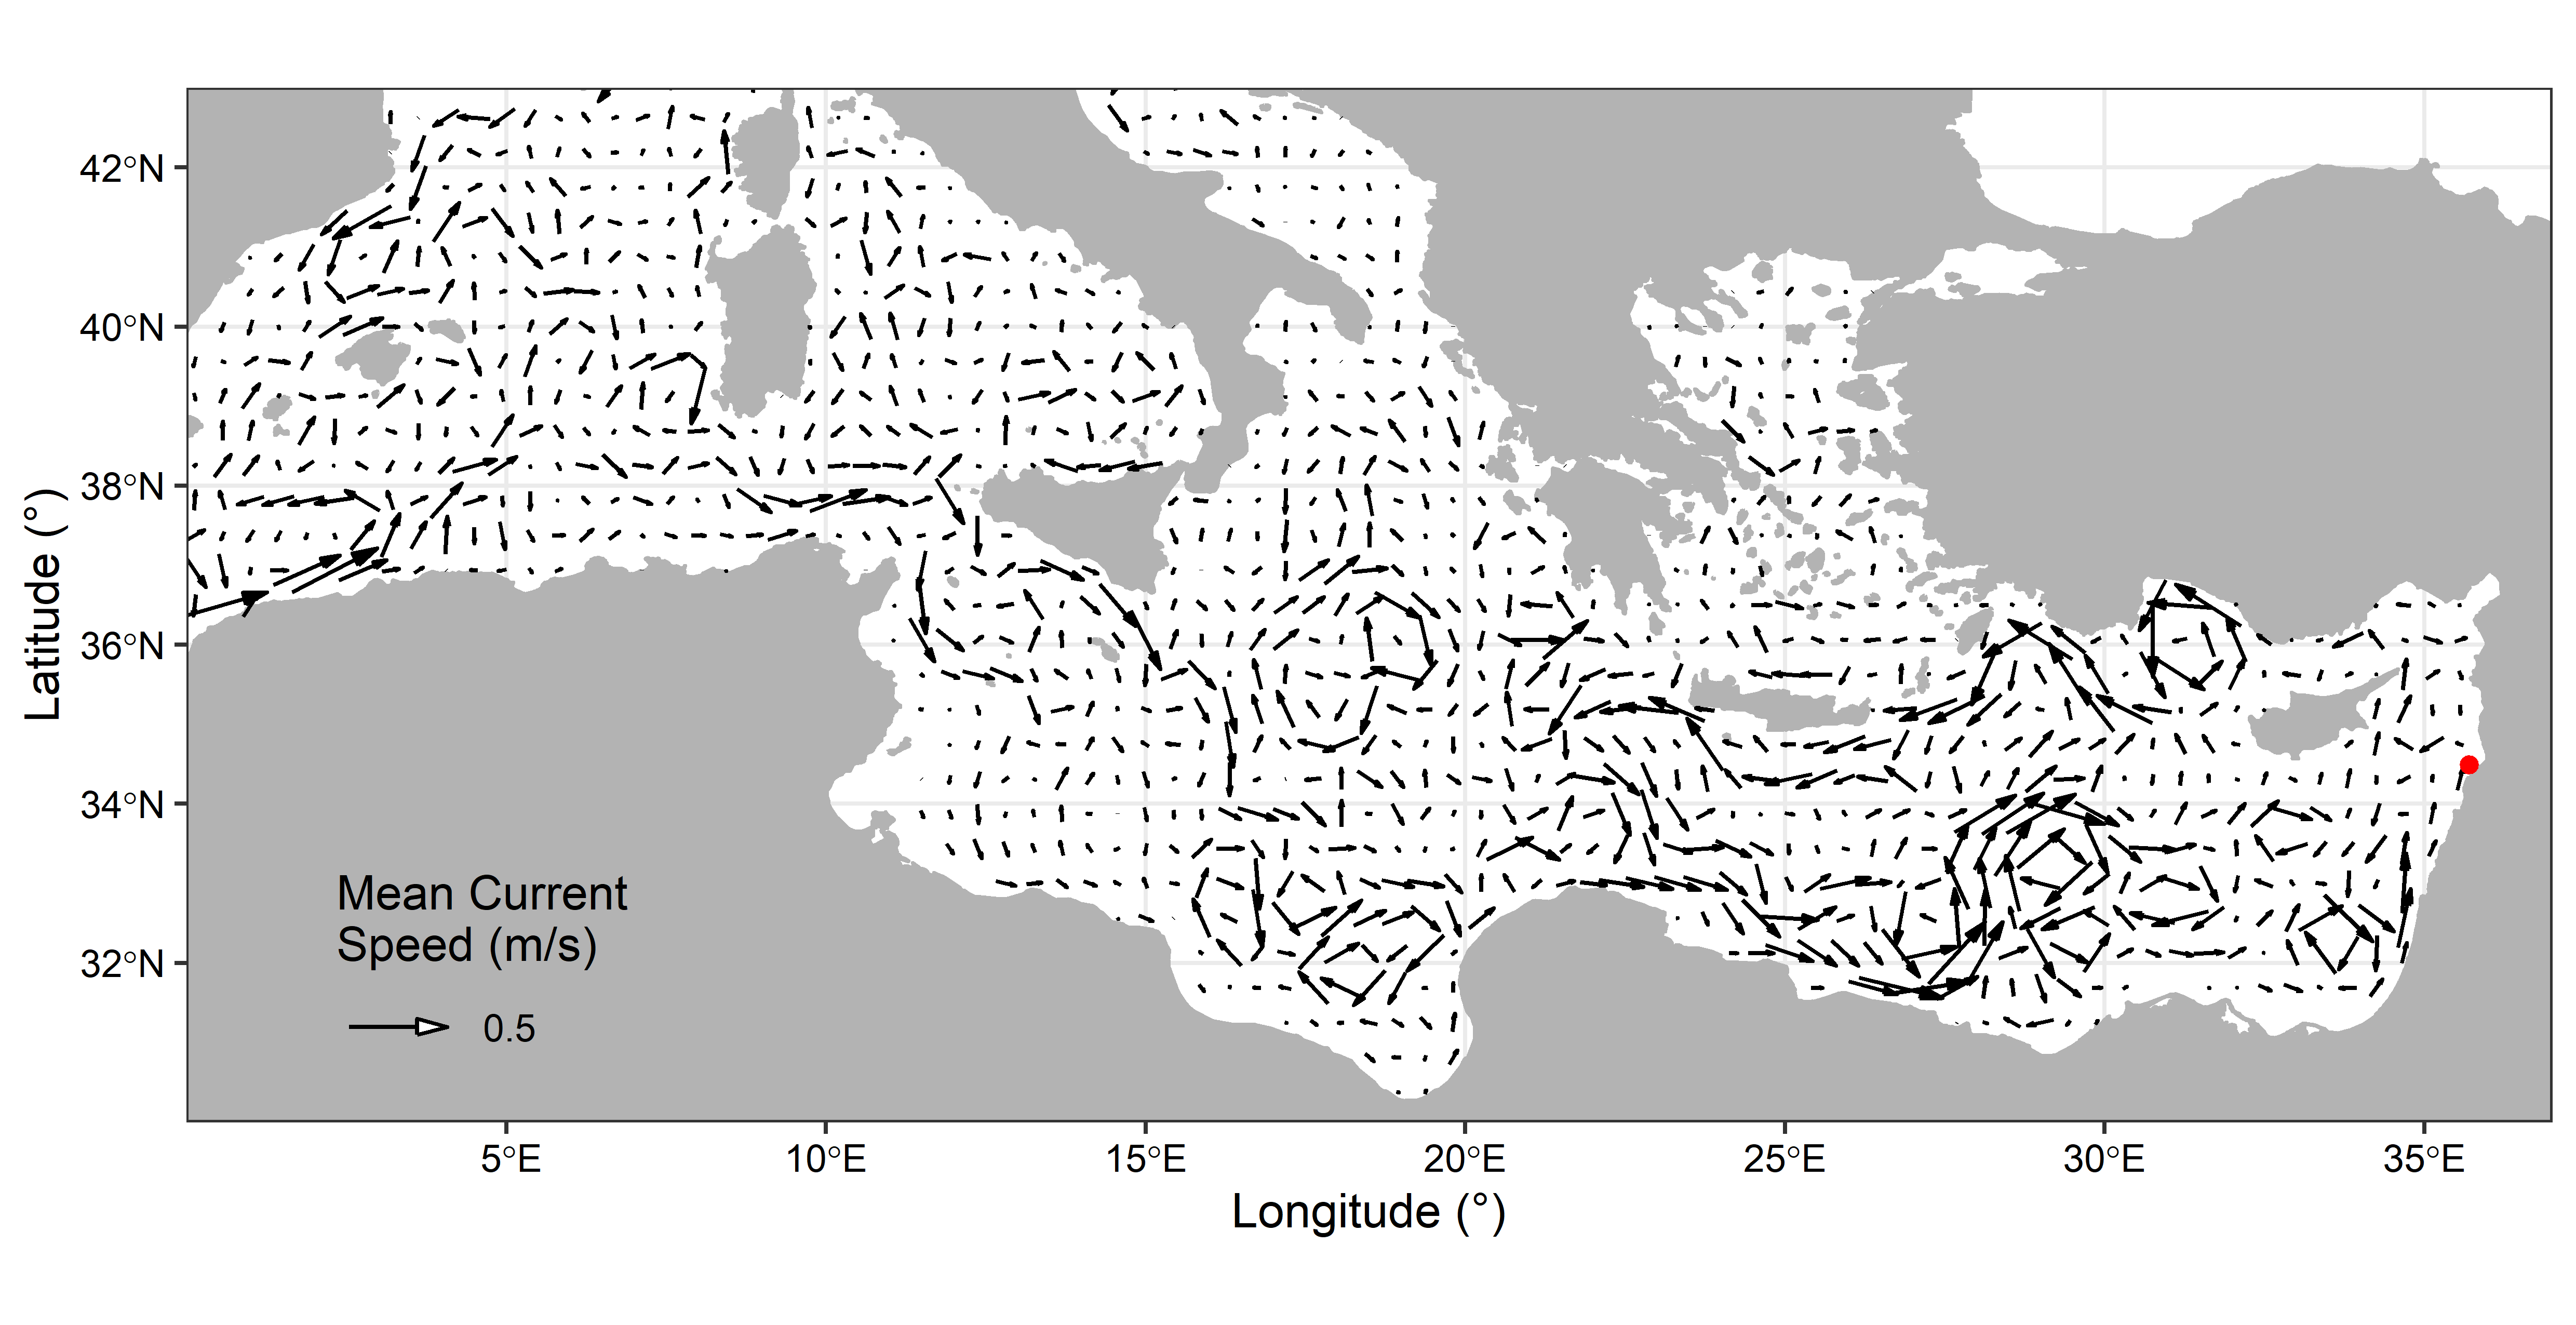 42°N
40°N
38°N
36°N
34°N
32°N
Latitude (°)
Mean Current
Speed (m/s)
0.5
5°E
10°E
15°E
20°E
25°E
30°E
35°E
Longitude (°)